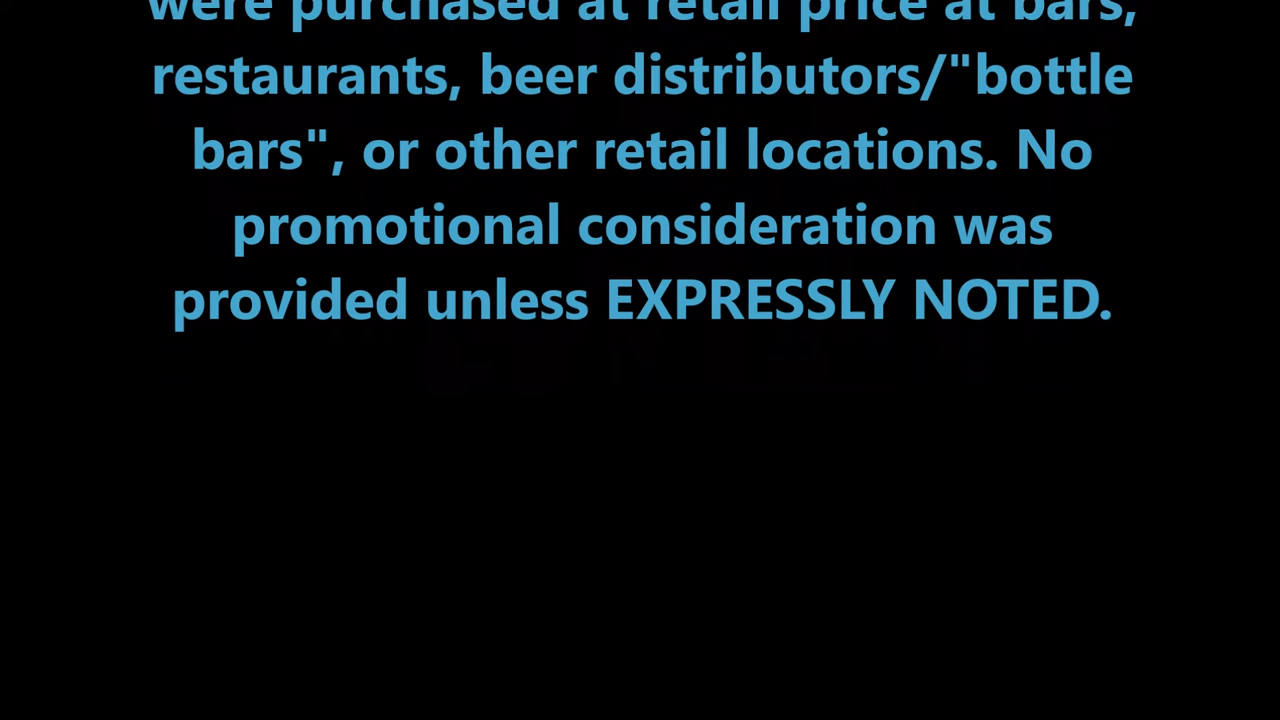 were purchased at retail price at bars,
restaurants, beer distributors/"bottle
bars", or other retail locations. No
promotional consideration was
provided unless EXPRESSLY NOTED.